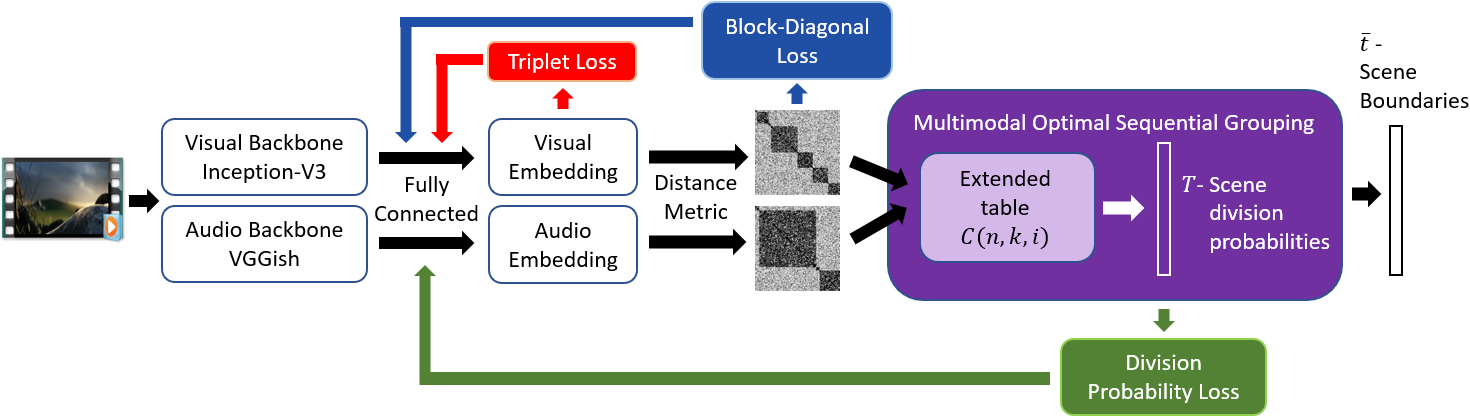 Block-Diagonal
Loss
Triplet Loss
Visual Backbone
Inception-V3
Audio Backbone
VGGish
Fully
Connected
Visual
Embedding
Audio
Embedding
Distance
Metric
Multimodal Optimal Sequential Grouping
Extended
table
C(n, k, i)
T - Scene
division
probabilities
t̄ -
Scene
Boundaries
Division
Probability Loss